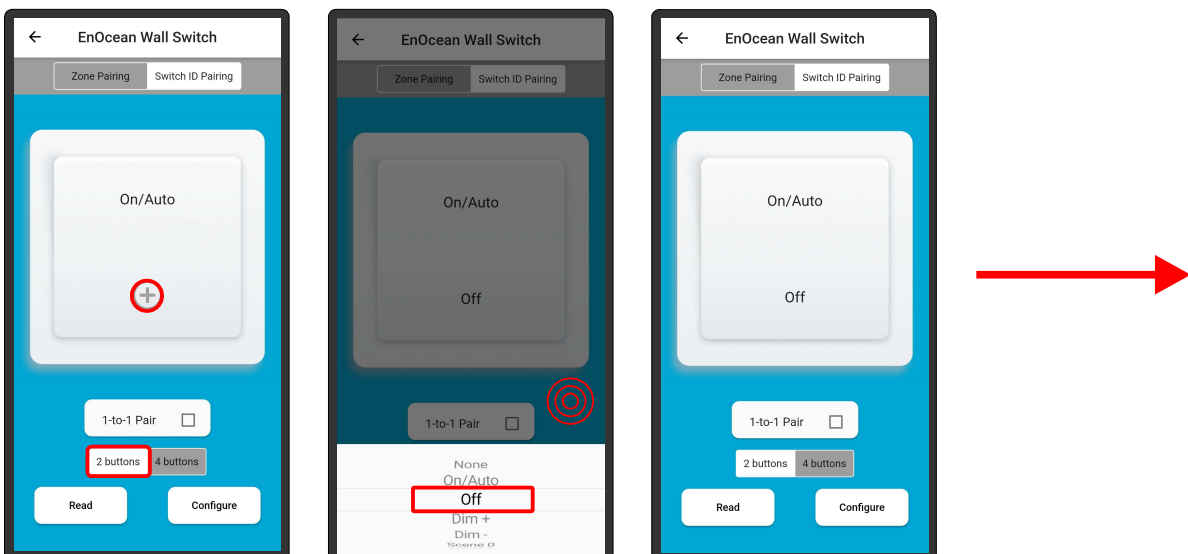 EnOcean Wall Switch
Zone Pairing Switch ID Pairing
On/Auto
1-to-1 Pair
2 buttons 4 buttons
Read Configure
EnOcean Wall Switch
Zone Pairing Switch ID Pairing
On/Auto
Off
1-to-1 Pair
None
On/Auto
Off
Dim +
Dim -
Scene 0
EnOcean Wall Switch
Zone Pairing Switch ID Pairing
On/Auto
Off
1-to-1 Pair
2 buttons 4 buttons
Read Configure